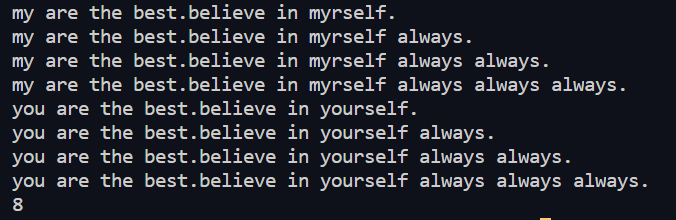 my are the best.believe in myrself.
my are the best.believe in myrself always.
my are the best.believe in myrself always always.
my are the best.believe in myrself always always always.
you are the best.believe in yourself.
you are the best.believe in yourself always.
you are the best.believe in yourself always always.
you are the best.believe in yourself always always always.
8